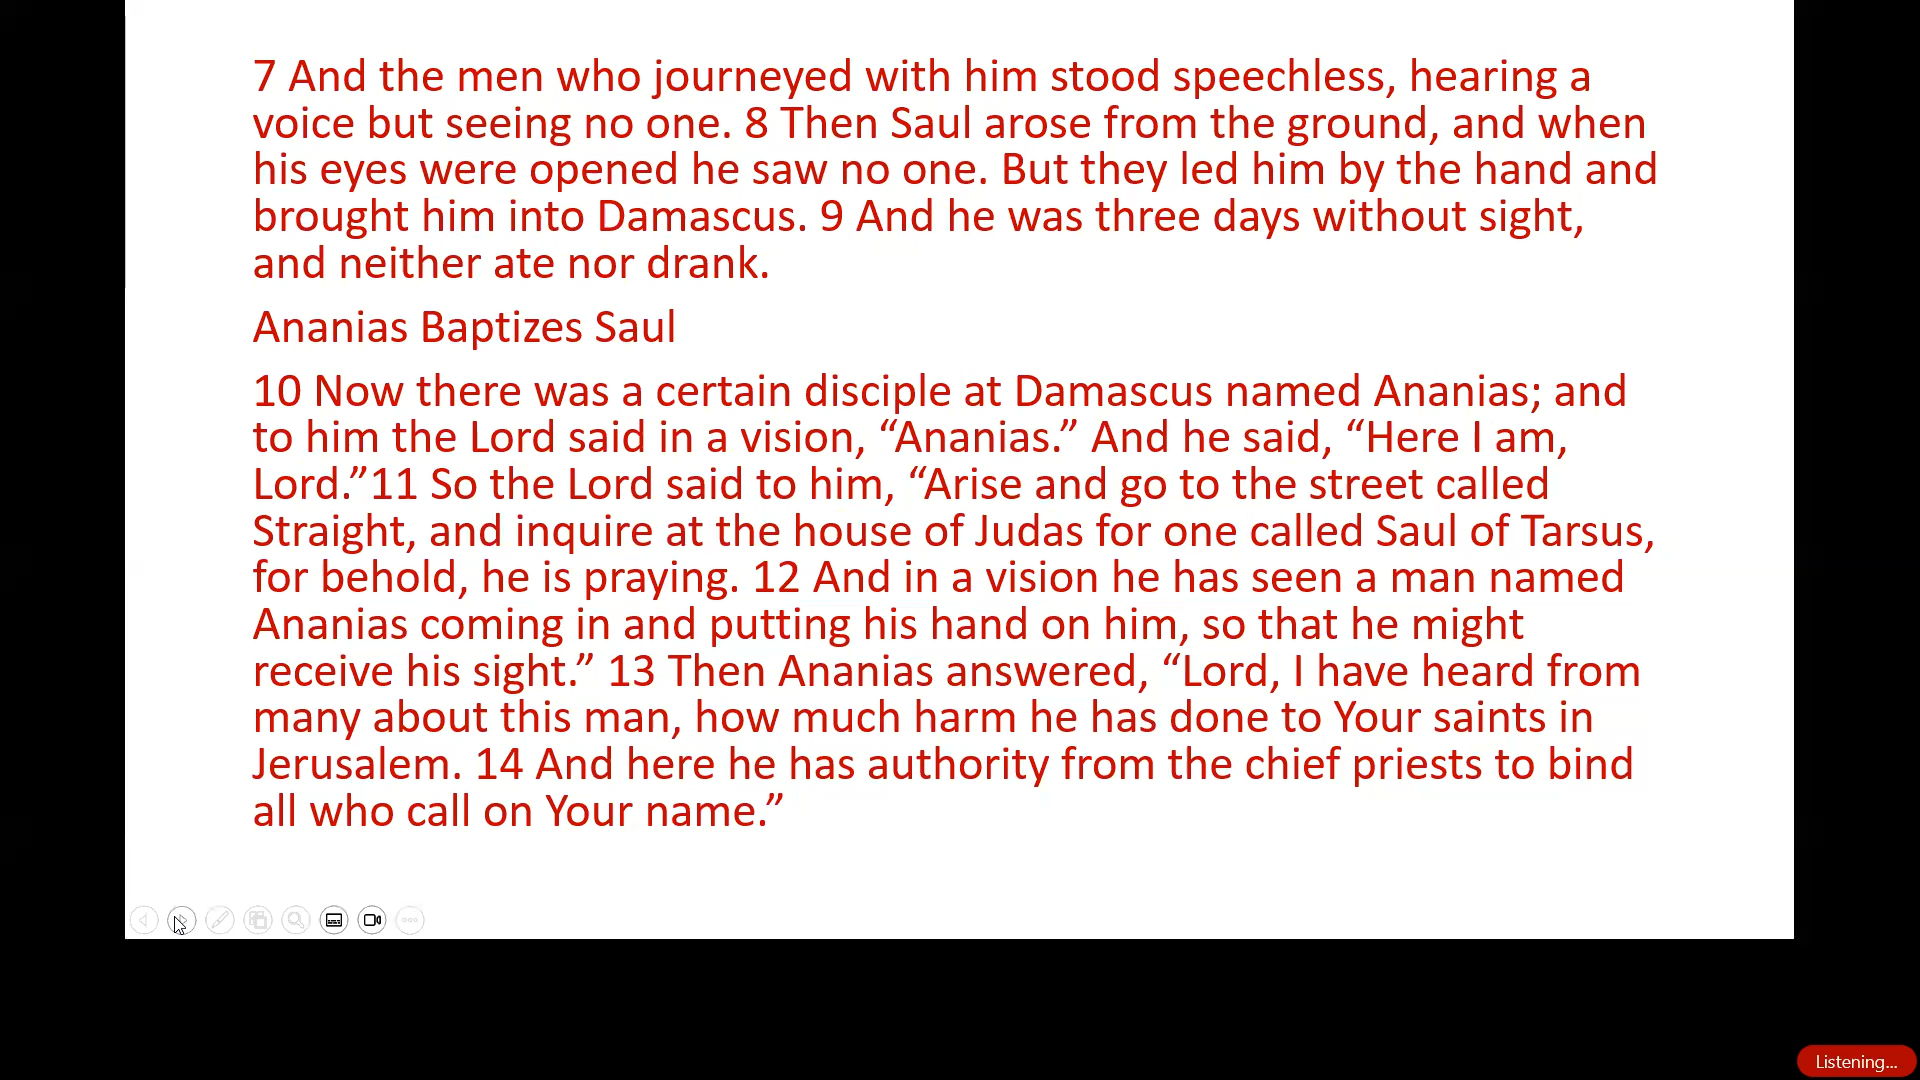 7 And the men who journeyed with him stood speechless, hearing a
voice but seeing no one. 8 Then Saul arose from the ground, and when
his eyes were opened he saw no one. But they led him by the hand and
brought him into Damascus. 9 And he was three days without sight,
and neither ate nor drank.
Ananias Baptizes Saul
10 Now there was a certain disciple at Damascus named Ananias; and
to him the Lord said in a vision, “Ananias.” And he said, “Here I am,
Lord.”11 So the Lord said to him, “Arise and go to the street called
Straight, and inquire at the house of Judas for one called Saul of Tarsus,
for behold, he is praying. 12 And in a vision he has seen a man named
Ananias coming in and putting his hand on him, so that he might
receive his sight.” 13 Then Ananias answered, “Lord, I have heard from
many about this man, how much harm he has done to Your saints in
Jerusalem. 14 And here he has authority from the chief priests to bind
all who call on Your name.”
Listening...